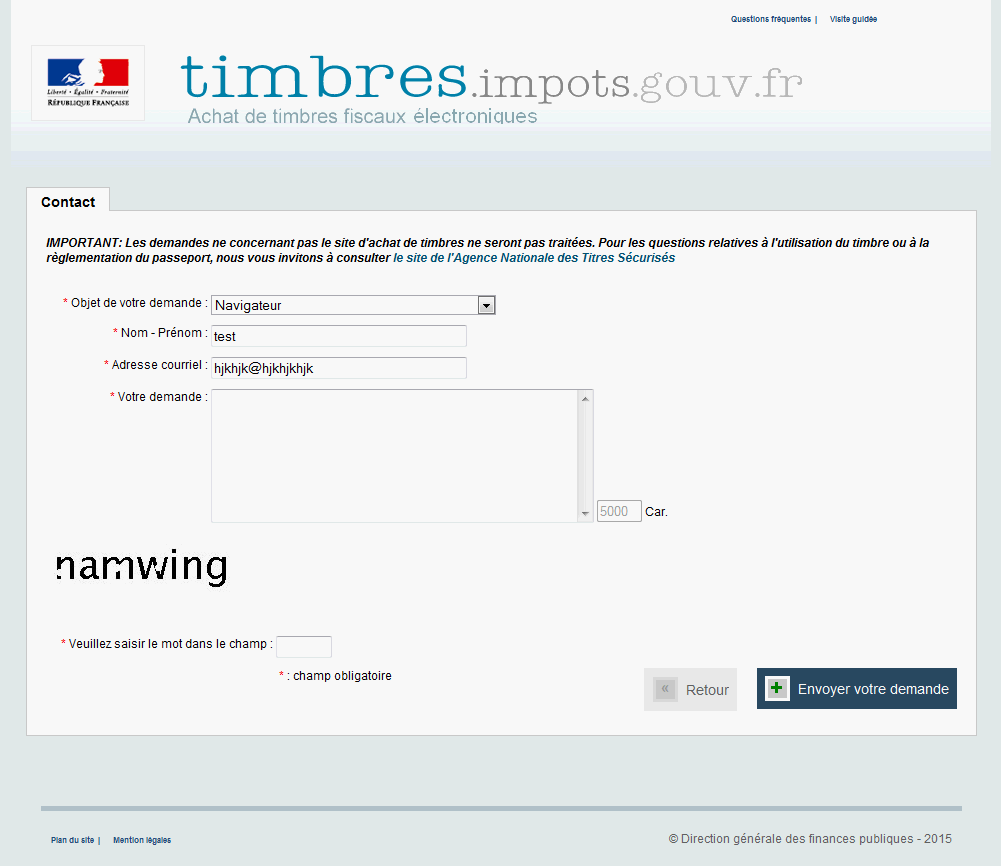 Questions fréquentes | Visite guidée
Liberté • Égalité • Fraternité
RÉPUBLIQUE FRANÇAISE
timbres.impots.gouv.fr
Achat de timbres fiscaux électroniques
Contact
IMPORTANT: Les demandes ne concernant pas le site d'achat de timbres ne seront pas traitées. Pour les questions relatives à l'utilisation du timbre ou à la
règlementation du passeport, nous vous invitons à consulter le site de l'Agence Nationale des Titres Sécurisés
* Objet de votre demande : Navigateur
* Nom - Prénom : test
* Adresse courriel : hjkhjk@hjkhjkhjk
* Votre demande :
5000 Car.
namwing
* Veuillez saisir le mot dans le champ :
* : champ obligatoire
« Retour
Envoyer votre demande
Plan du site | Mention légales
© Direction générale des finances publiques - 2015